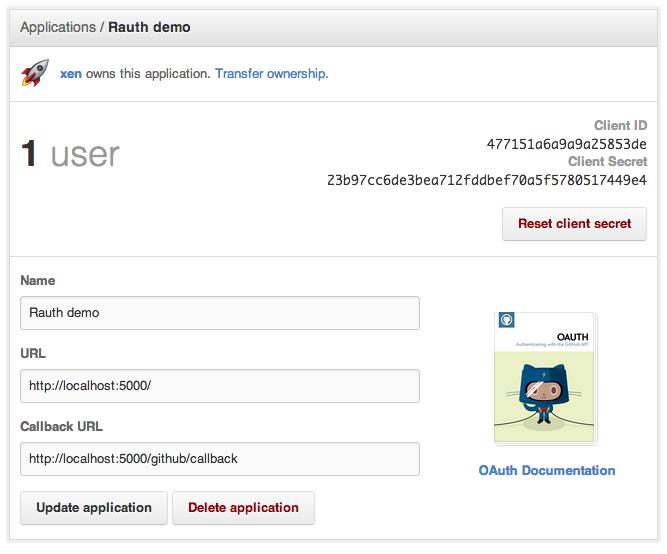 Applications / Rauth demo
xen owns this application. Transfer ownership.
1 user
Client ID
477151a6a9a9a25853de
Client Secret
23b97cc6de3bea712fddbef70a5f5780517449e4
Reset client secret
Name
Rauth demo
URL
http://localhost:5000/
Callback URL
http://localhost:5000/github/callback
OAUTH
Authenticating with the GitHub API
OAuth Documentation
Update application
Delete application